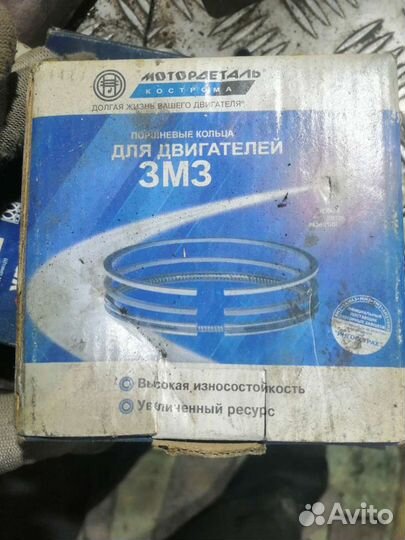 МОТОРДЕТАЛЬ
КОСТРОМА
ДОЛГАЯ ЖИЗНЬ ВАШЕГО ДВИГАТЕЛЯ®
ПОРШНЕВЫЕ КОЛЬЦА
ДЛЯ ДВИГАТЕЛЕЙ
ЗМЗ
Высокая износостойкость
Увеличенный ресурс
Avito